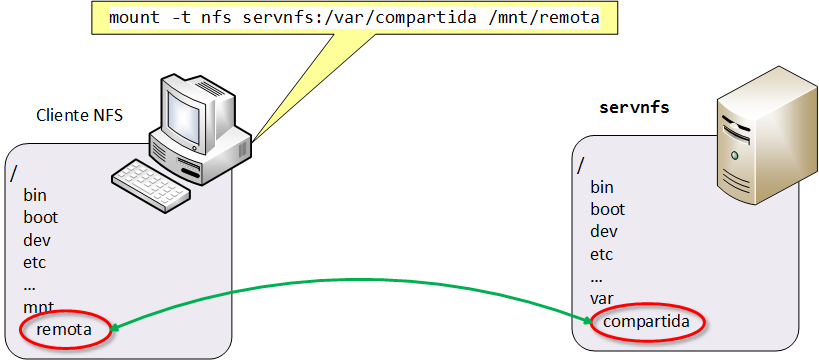 mount -t nfs servnfs:/var/compartida /mnt/remota
Cliente NFS
/
bin
boot
dev
etc
...
mnt
remota
servnfs
/
bin
boot
dev
etc
...
var
compartida